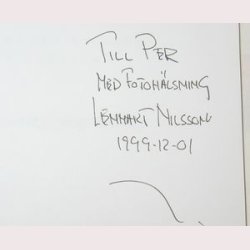 TILL PER
MED FOTOHÄLSNING
LENNART NILSSON
1999-12-01